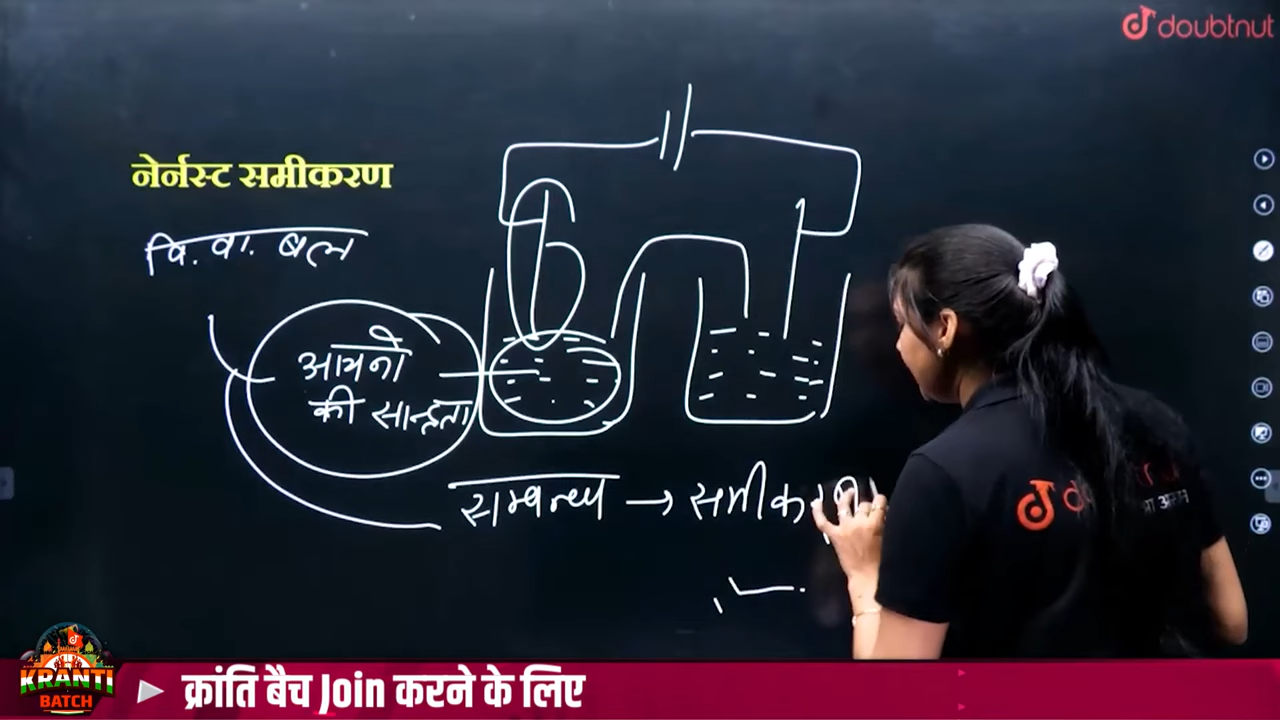 doubtnut
नेर्नस्ट समीकरण
वि. वा. बल
आयनो
की सान्द्रता
सम्बन्ध → समीकरण
KRANTI
BATCH
क्रांति बैच Join करने के लिए